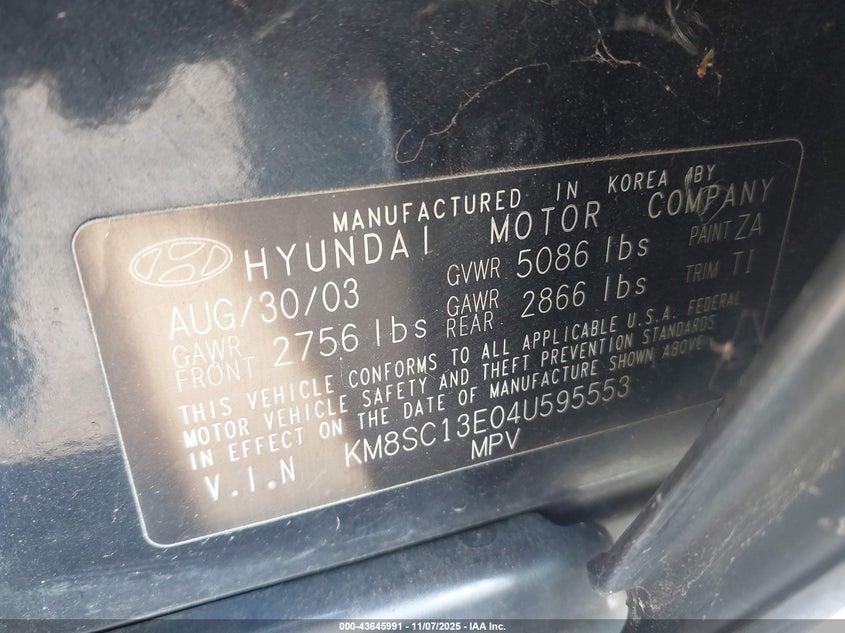 MANUFACTURED IN KOREA BY
HYUNDAI MOTOR COMPANY
AUG/30/03 GVWR 5086 lbs PAINT ZA
GAWR FRONT 2756 lbs GAWR REAR 2866 lbs TRIM TI
THIS VEHICLE CONFORMS TO ALL APPLICABLE U.S.A. FEDERAL
MOTOR VEHICLE SAFETY AND THEFT PREVENTION STANDARDS
IN EFFECT ON THE DATE OF MANUFACTURE SHOWN ABOVE
V.I.N KM8SC13E04U595553
MPV
000-43645991 - 11/07/2025 - IAA Inc.